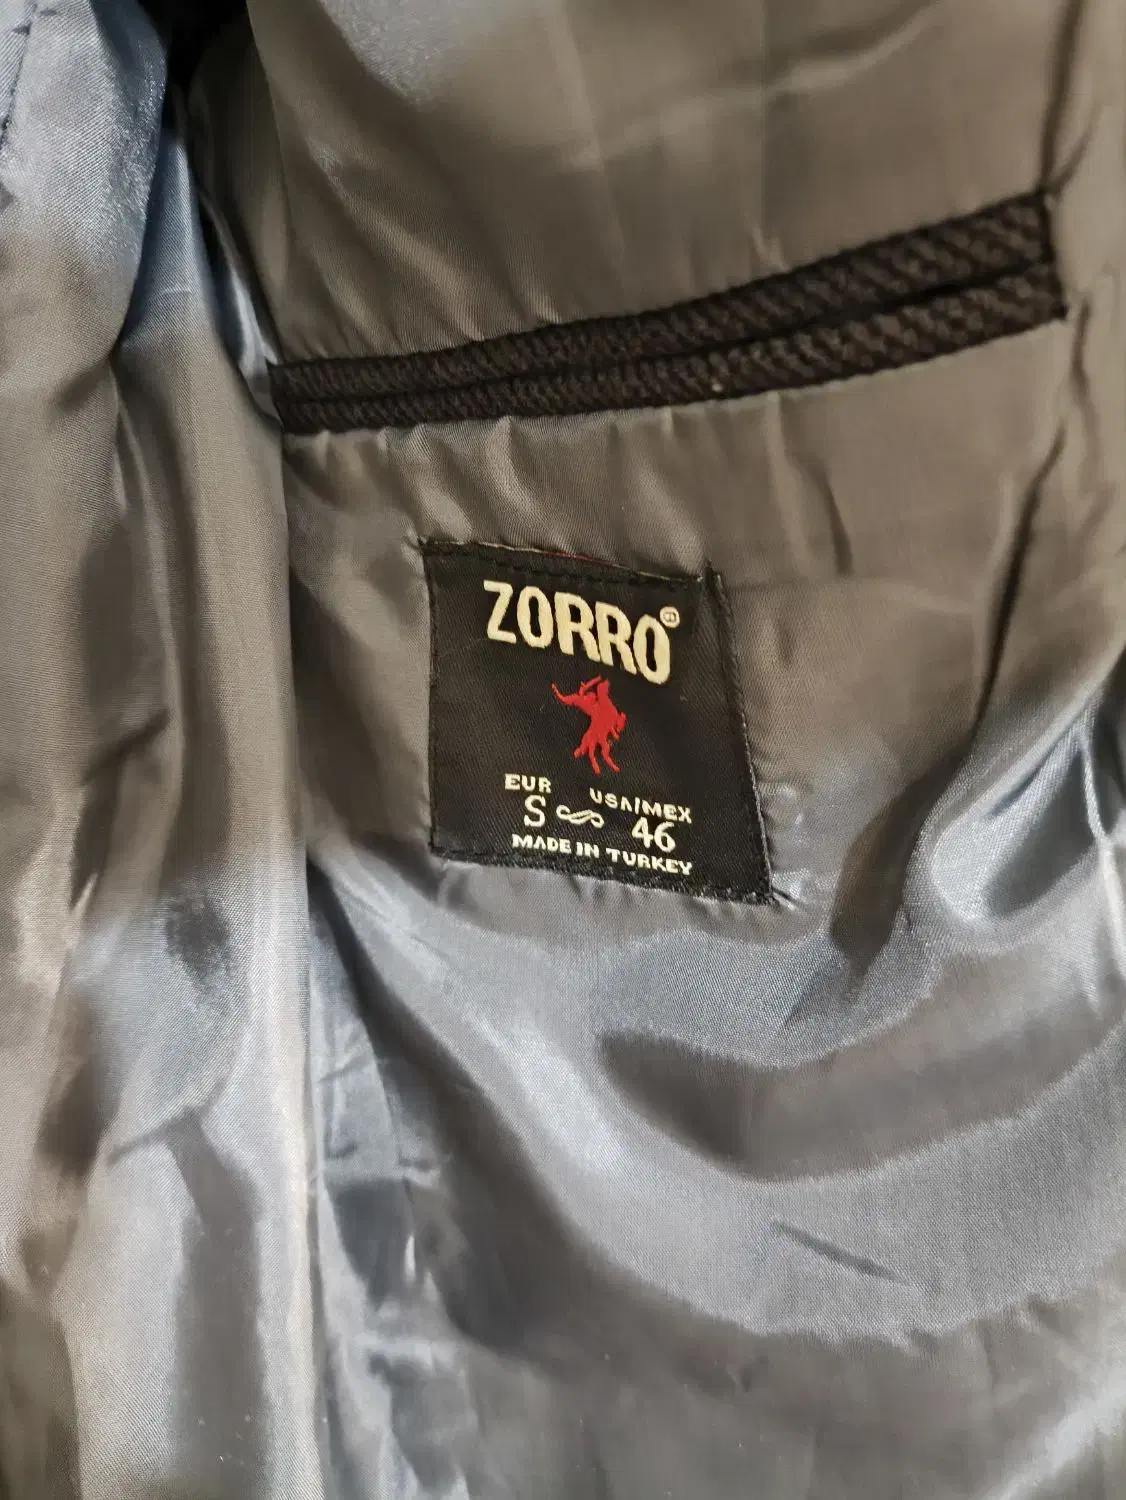 ZORRO®
EUR USA/MEX
S 46
MADE IN TURKEY